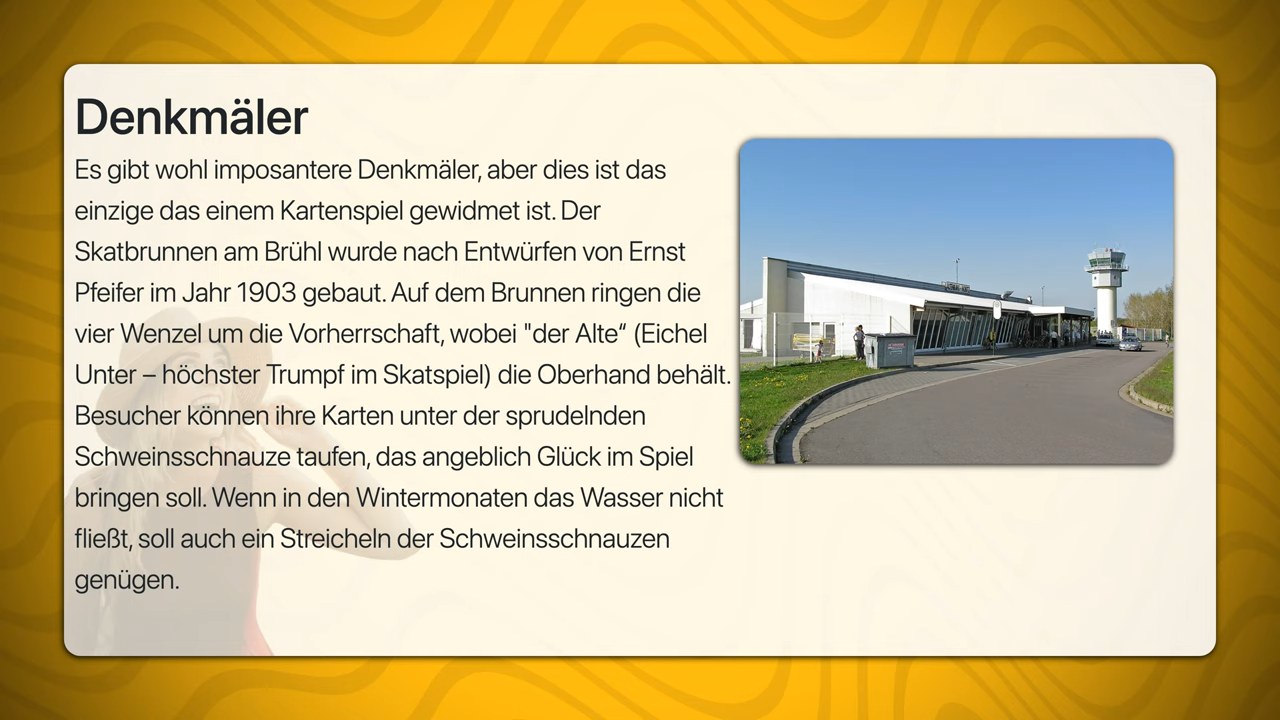 Denkmäler
Es gibt wohl imposantere Denkmäler, aber dies ist das
einzige das einem Kartenspiel gewidmet ist. Der
Skatbrunnen am Brühl wurde nach Entwürfen von Ernst
Pfeifer im Jahr 1903 gebaut. Auf dem Brunnen ringen die
vier Wenzel um die Vorherrschaft, wobei "der Alte“ (Eichel
Unter – höchster Trumpf im Skatspiel) die Oberhand behält.
Besucher können ihre Karten unter der sprudelnden
Schweinsschnauze taufen, das angeblich Glück im Spiel
bringen soll. Wenn in den Wintermonaten das Wasser nicht
fließt, soll auch ein Streicheln der Schweinsschnauzen
genügen.